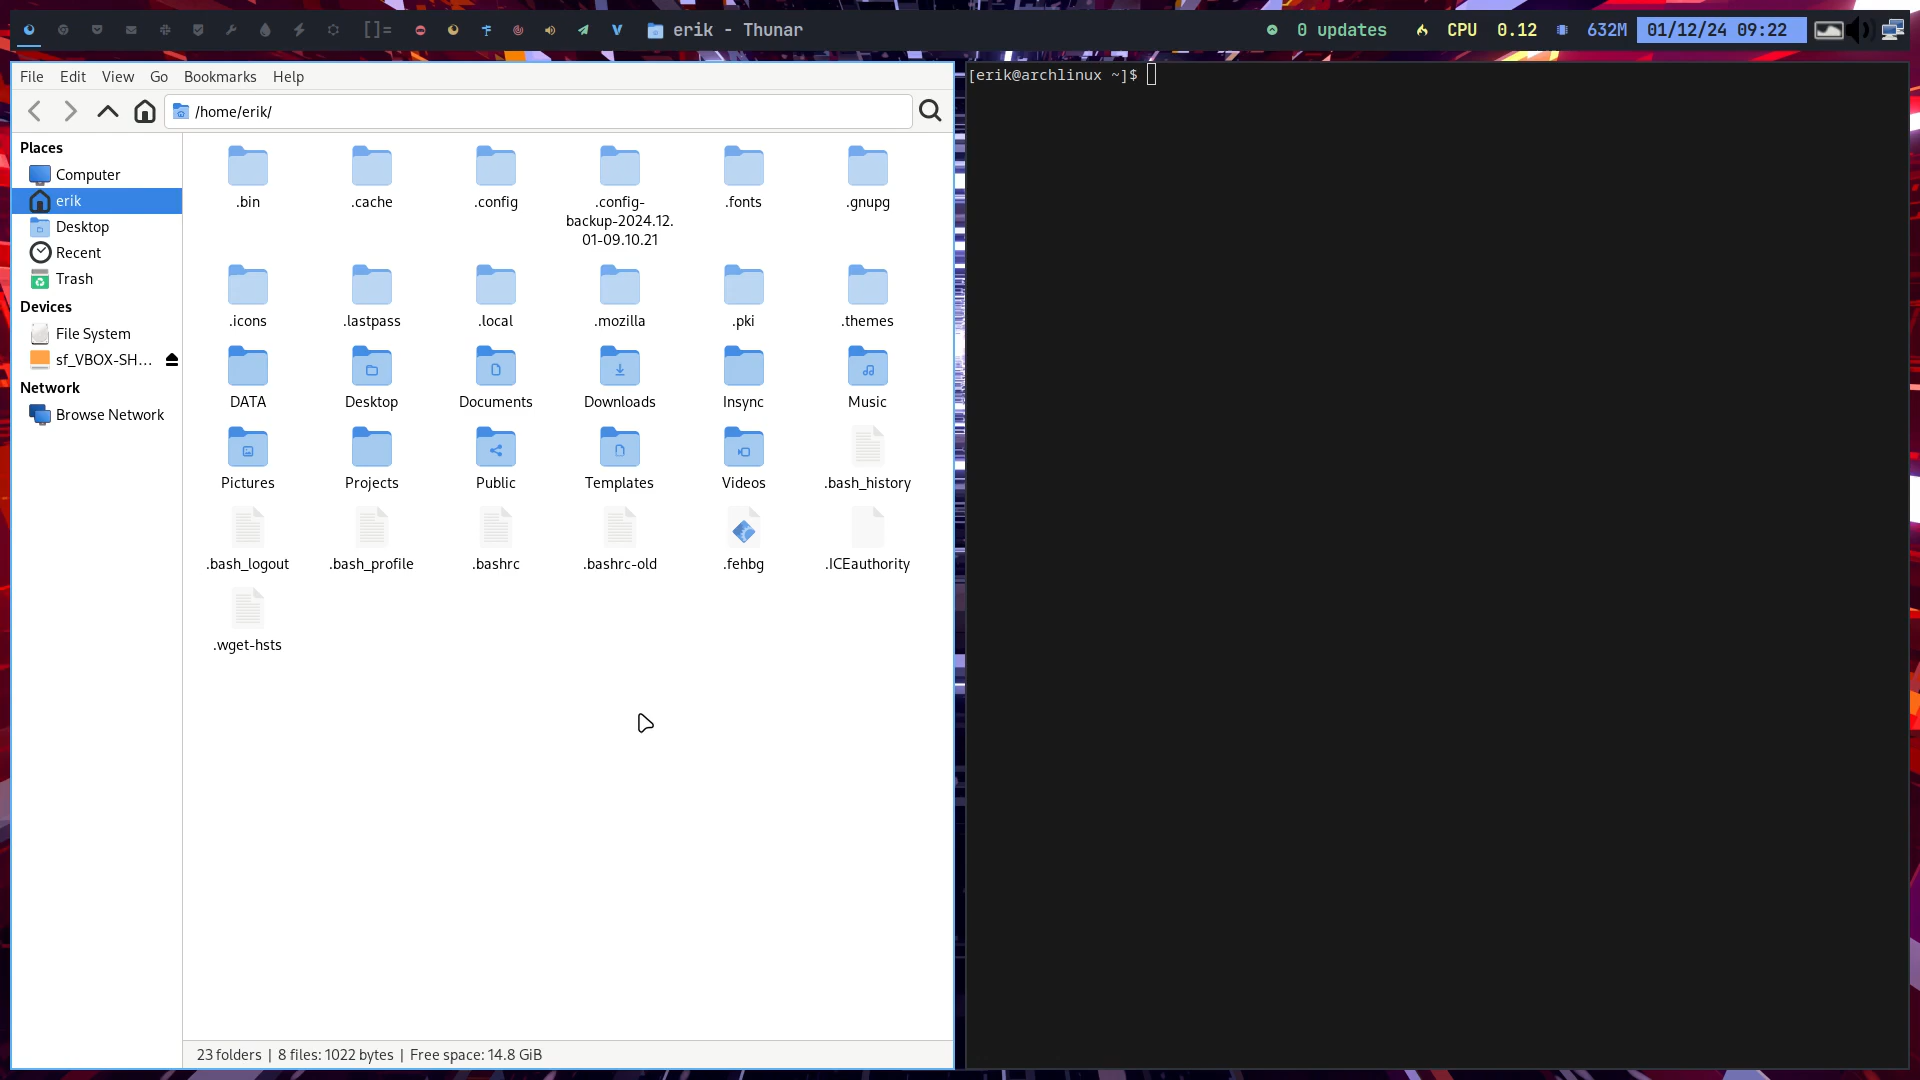 []= erik - Thunar 0 updates CPU 0.12 632M 01/12/24 09:22
File Edit View Go Bookmarks Help
/home/erik/
Places
Computer
erik
Desktop
Recent
Trash
Devices
File System
sf_VBOX-SH...
Network
Browse Network
.bin .cache .config .config-backup-2024.12.01-09.10.21 .fonts .gnupg
.icons .lastpass .local .mozilla .pki .themes
DATA Desktop Documents Downloads Insync Music
Pictures Projects Public Templates Videos .bash_history
.bash_logout .bash_profile .bashrc .bashrc-old .fehbg .ICEauthority
.wget-hsts
23 folders | 8 files: 1022 bytes | Free space: 14.8 GiB
[erik@archlinux ~]$